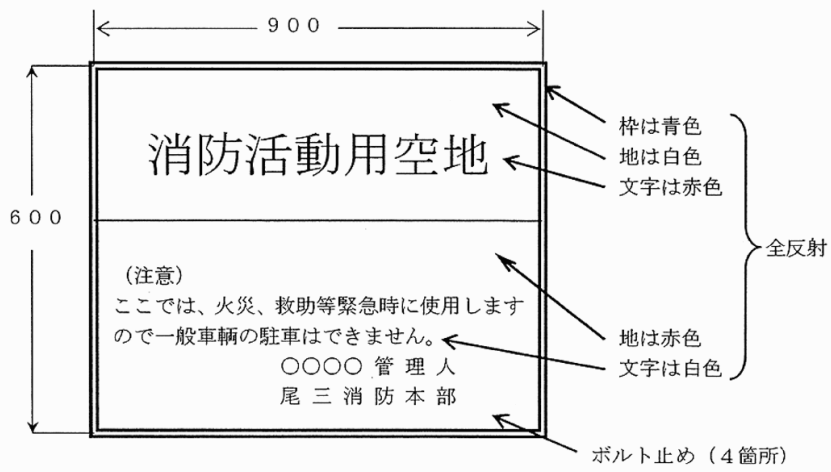 900
枠は青色
地は白色
消防活動用空地
文字は赤色
600
全反射
(注意)
ここでは、火災、救助等緊急時に使用します
ので一般車輌の駐車はできません。
地は赤色
〇〇〇〇 管理人
文字は白色
尾三消防本部
ボルト止め(4箇所)